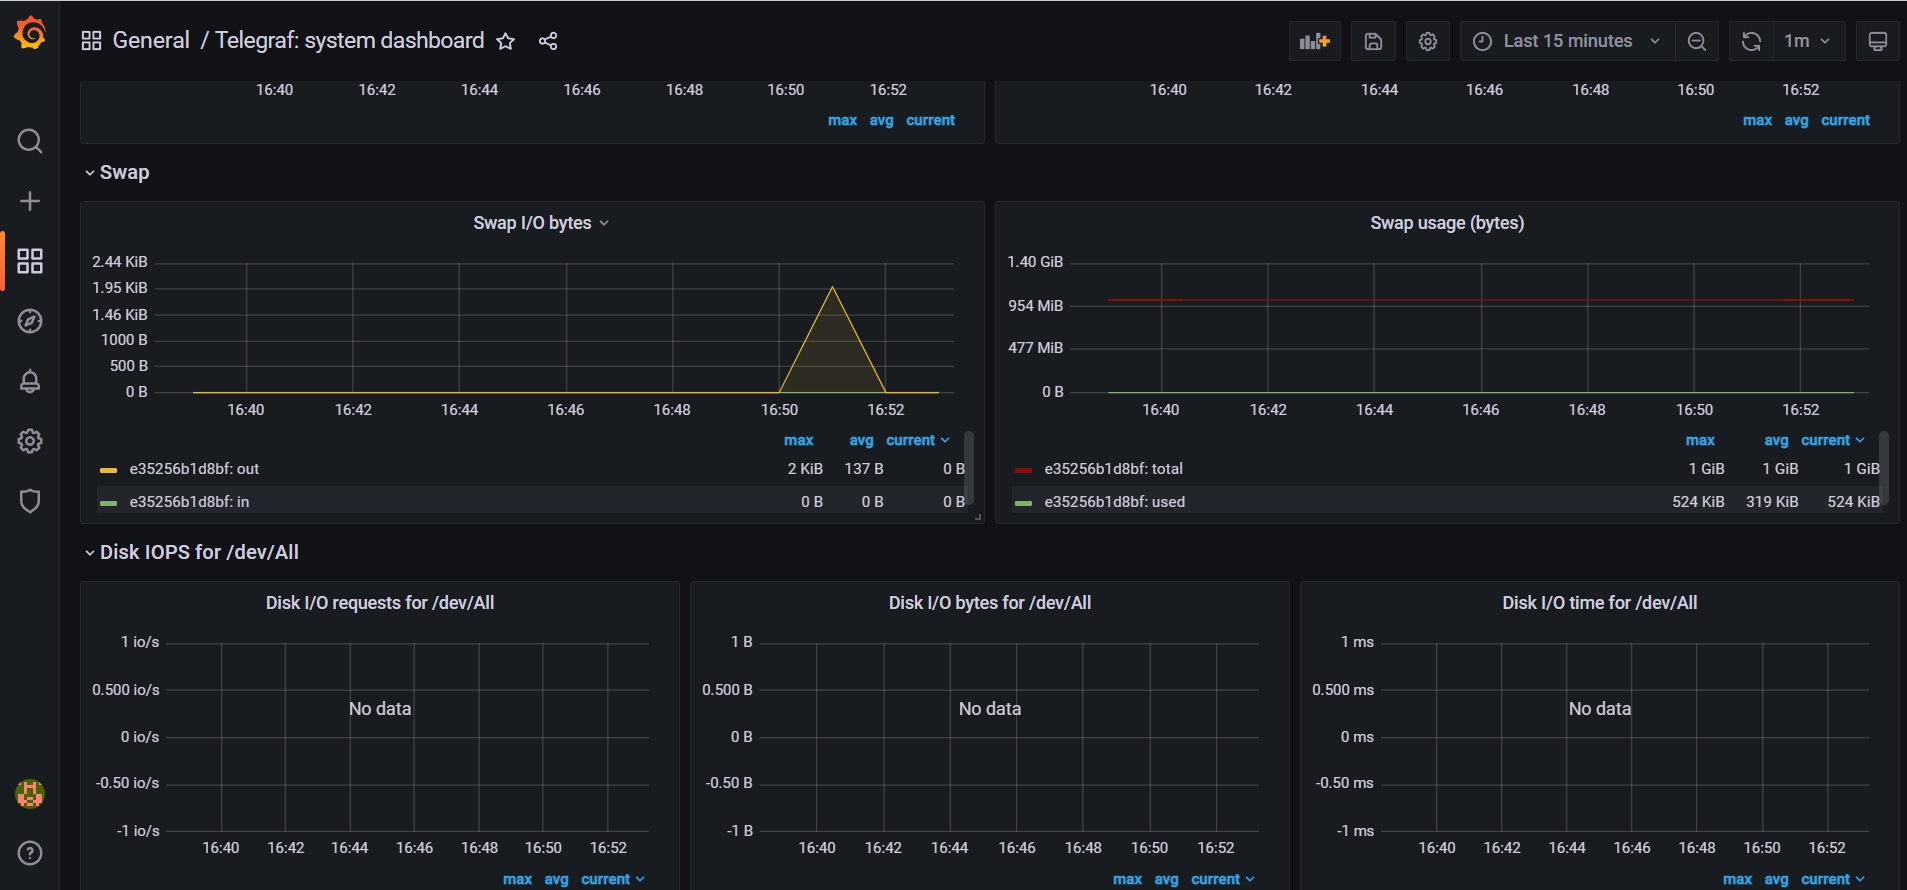 General / Telegraf: system dashboard
Last 15 minutes
1m
16:40 16:42 16:44 16:46 16:48 16:50 16:52
max avg current
16:40 16:42 16:44 16:46 16:48 16:50 16:52
max avg current
Swap
Swap I/O bytes
2.44 KiB
1.95 KiB
1.46 KiB
1000 B
500 B
0 B
16:40 16:42 16:44 16:46 16:48 16:50 16:52
max avg current
e35256b1d8bf: out 2 KiB 137 B 0 B
e35256b1d8bf: in 0 B 0 B 0 B
Swap usage (bytes)
1.40 GiB
954 MiB
477 MiB
0 B
16:40 16:42 16:44 16:46 16:48 16:50 16:52
max avg current
e35256b1d8bf: total 1 GiB 1 GiB 1 GiB
e35256b1d8bf: used 524 KiB 319 KiB 524 KiB
Disk IOPS for /dev/All
Disk I/O requests for /dev/All
1 io/s
0.500 io/s
No data
0 io/s
-0.50 io/s
-1 io/s
16:40 16:42 16:44 16:46 16:48 16:50 16:52
max avg current
Disk I/O bytes for /dev/All
1 B
0.500 B
No data
0 B
-0.50 B
-1 B
16:40 16:42 16:44 16:46 16:48 16:50 16:52
max avg current
Disk I/O time for /dev/All
1 ms
0.500 ms
No data
0 ms
-0.50 ms
-1 ms
16:40 16:42 16:44 16:46 16:48 16:50 16:52
max avg current